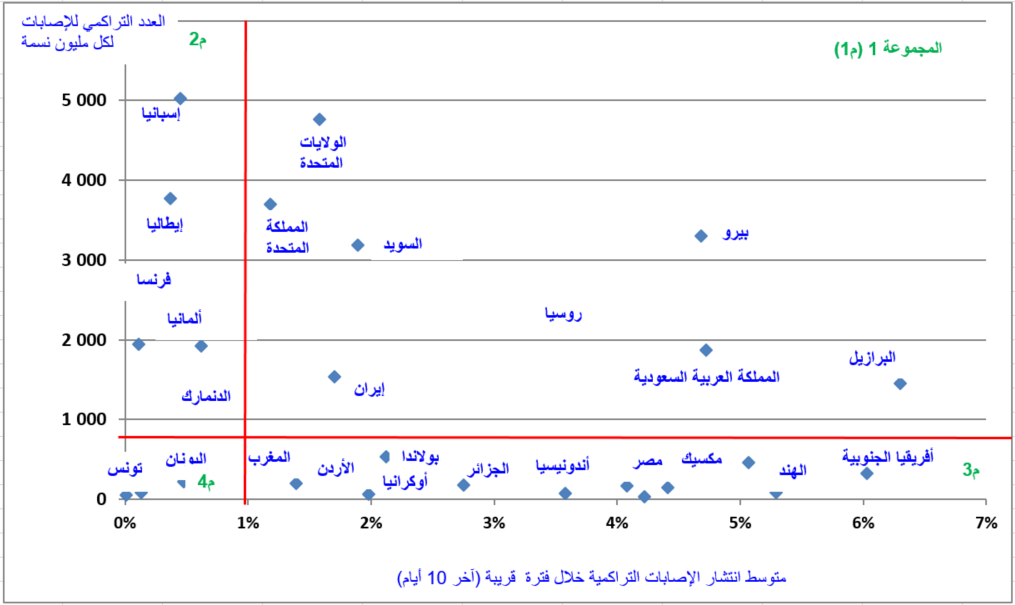 العدد التراكمي للإصابات
لكل مليون نسمة
م2
المجموعة 1 (م1)
5 000
إسبانيا
الولايات
المتحدة
4 000
إيطاليا
المملكة
المتحدة
السويد
بيرو
3 000
فرنسا
روسيا
ألمانيا
2 000
البرازيل
المملكة العربية السعودية
إيران
الدنمارك
1 000
تونس
اليونان
المغرب
الأردن
بولاندا
أوكرانيا
الجزائر
أندونيسيا
مصر
مكسيك
الهند
أفريقيا الجنوبية
م3
م4
0
0%
1%
2%
3%
4%
5%
6%
7%
متوسط انتشار الإصابات التراكمية خلال فترة قريبة (آخر 10 أيام)